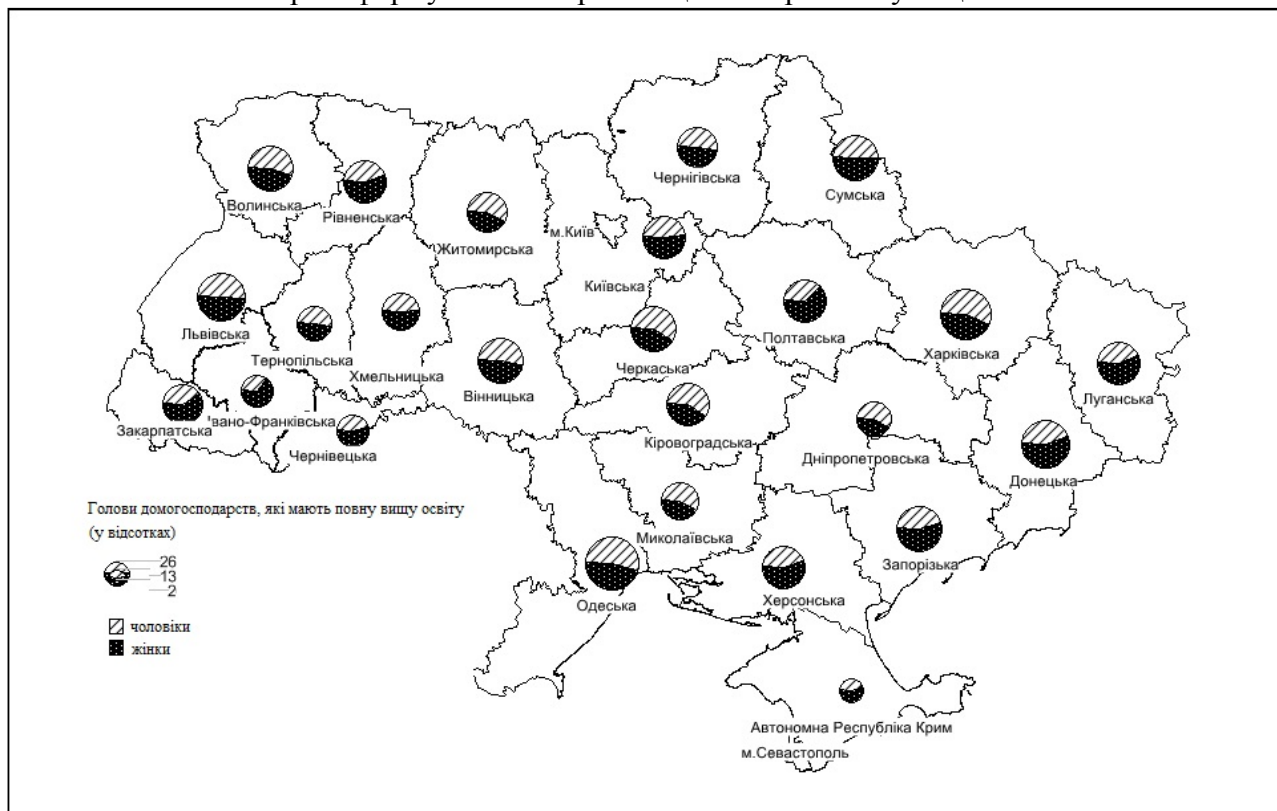 Чернігівська
Сумська
Волинська
Рівненська
м.Київ
Житомирська
Київська
Львівська
Тернопільська
Хмельницька
Вінницька
Черкаська
Полтавська
Харківська
Луганська
Закарпатська
Івано-Франківська
Чернівецька
Кіровоградська
Дніпропетровська
Донецька
Миколаївська
Запорізька
Одеська
Херсонська
Автономна Республіка Крим
м.Севастополь
Голови домогосподарств, які мають повну вищу освіту
(у відсотках)
26
13
2
чоловіки
жінки